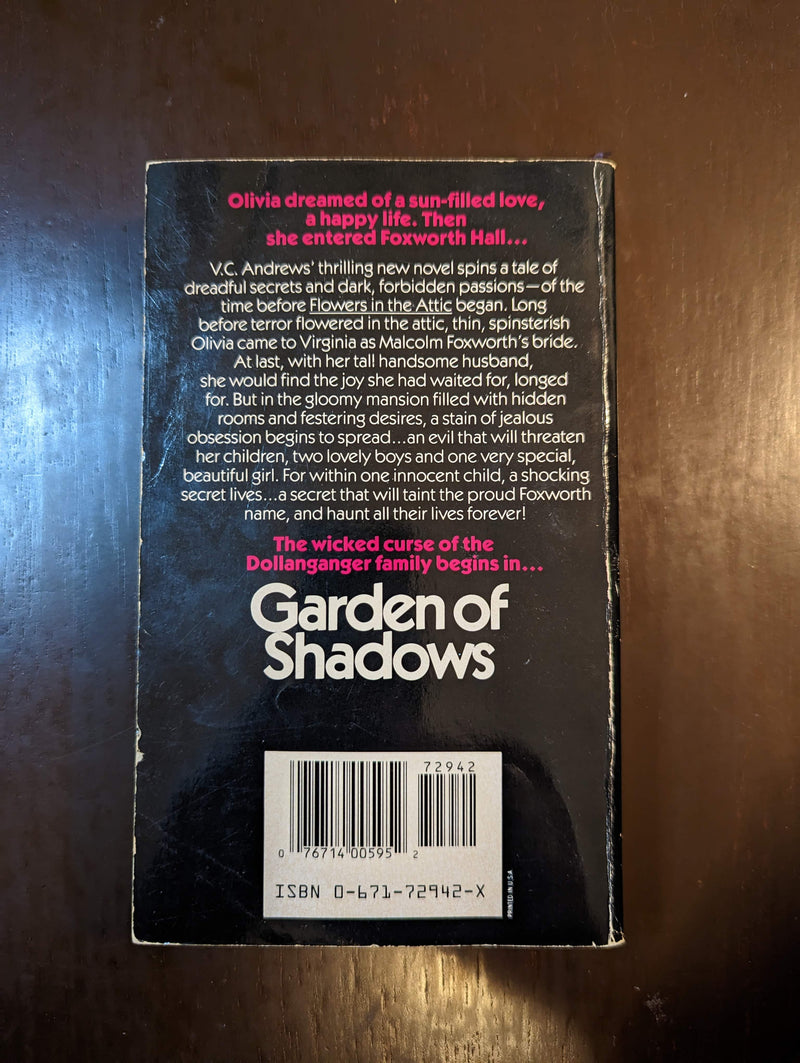 Olivia dreamed of a sun-filled love,
a happy life. Then
she entered Foxworth Hall...
V.C. Andrews' thrilling new novel spins a tale of
dreadful secrets and dark, forbidden passions—of the
time before Flowers in the Attic began. Long
before terror flowered in the attic, thin, spinsterish
Olivia came to Virginia as Malcolm Foxworth's bride.
At last, with her tall handsome husband,
she would find the joy she had waited for, longed
for. But in the gloomy mansion filled with hidden
rooms and festering desires, a stain of jealous
obsession begins to spread...an evil that will threaten
her children, two lovely boys and one very special,
beautiful girl. For within one innocent child, a shocking
secret lives...a secret that will taint the proud Foxworth
name, and haunt all their lives forever!
The wicked curse of the
Dollanganger family begins in...
Garden of
Shadows
72942
0 76714 00595 2
ISBN 0-671-72942-X
PRINTED IN U.S.A